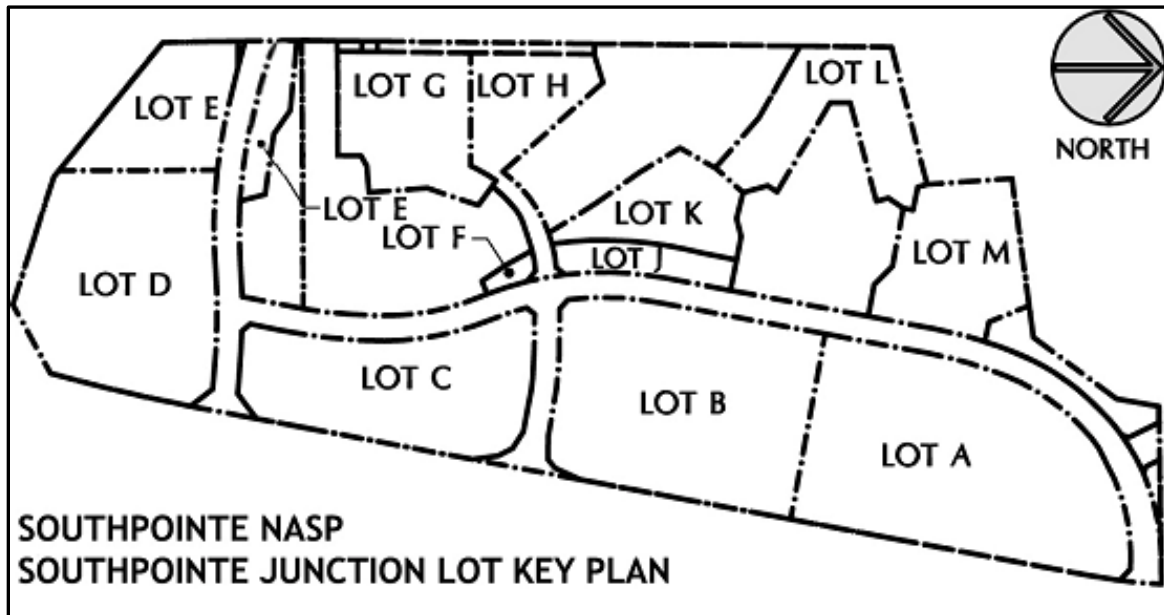 LOT L
LOT G
LOT H
LOT E
NORTH
LOT E
LOT K
LOT F
LOT J
LOT M
LOT D
LOT C
LOT B
LOT A
SOUTHPOINTE NASP
SOUTHPOINTE JUNCTION LOT KEY PLAN